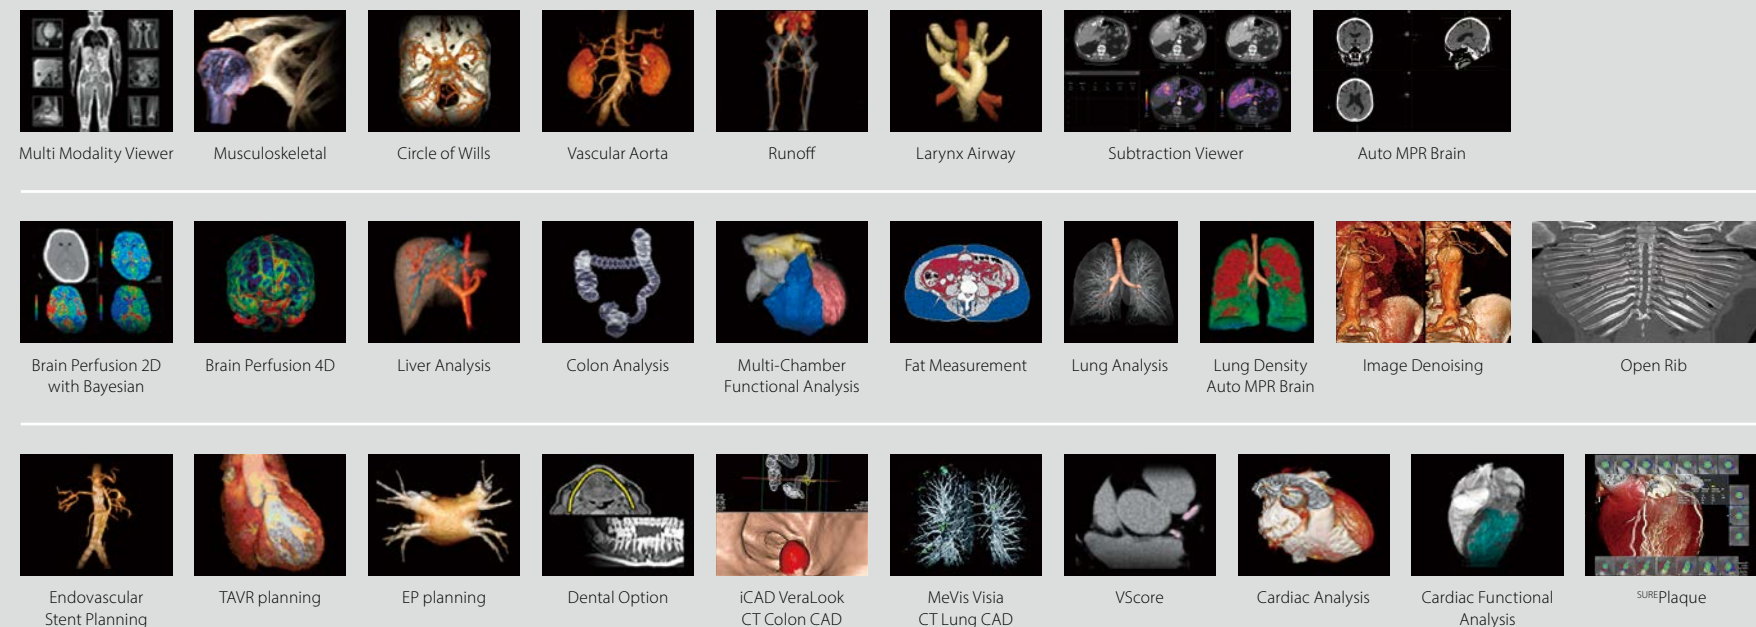 Multi Modality Viewer
Musculoskeletal
Circle of Wills
Vascular Aorta
Runoff
Larynx Airway
Subtraction Viewer
Auto MPR Brain
Brain Perfusion 2D
with Bayesian
Brain Perfusion 4D
Liver Analysis
Colon Analysis
Multi-Chamber
Functional Analysis
Fat Measurement
Lung Analysis
Lung Density
Auto MPR Brain
Image Denoising
Open Rib
Endovascular
Stent Planning
TAVR planning
EP planning
Dental Option
iCAD VeraLook
CT Colon CAD
MeVis Visia
CT Lung CAD
VScore
Cardiac Analysis
Cardiac Functional
Analysis
SUREPlaque